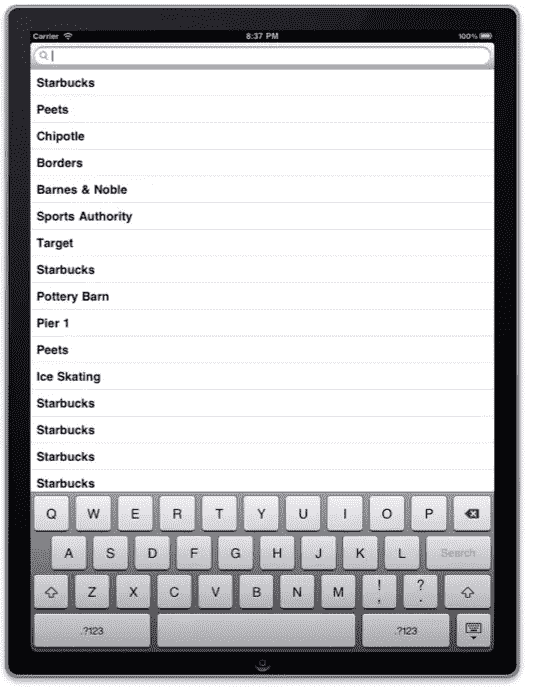 Carrier 8:37 PM 100%
Starbucks
Peets
Chipotle
Borders
Barnes & Noble
Sports Authority
Target
Starbucks
Pottery Barn
Pier 1
Peets
Ice Skating
Starbucks
Starbucks
Starbucks
Starbucks
Q W E R T Y U I O P
A S D F G H J K L Search
Z X C V B N M ! , ? .
.?123 .?123